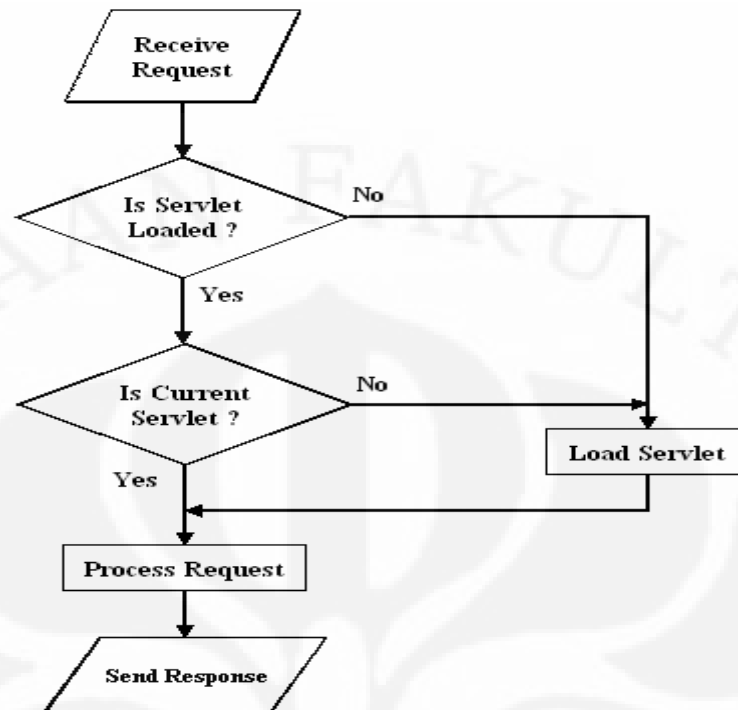 Receive
Request
Is Servlet
Loaded ?
No
Yes
Is Current
Servlet ?
No
Load Servlet
Yes
Process Request
Send Response